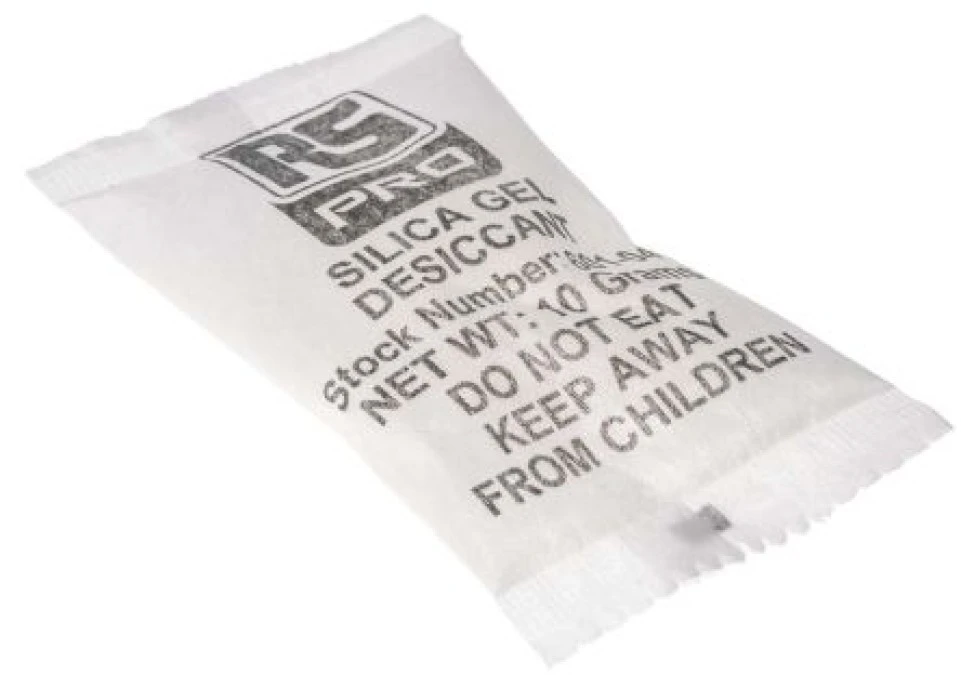 RS
PRO
SILICA GEL
DESICCANT
Stock Number:
NET WT: 10 Grams
DO NOT EAT
KEEP AWAY
FROM CHILDREN